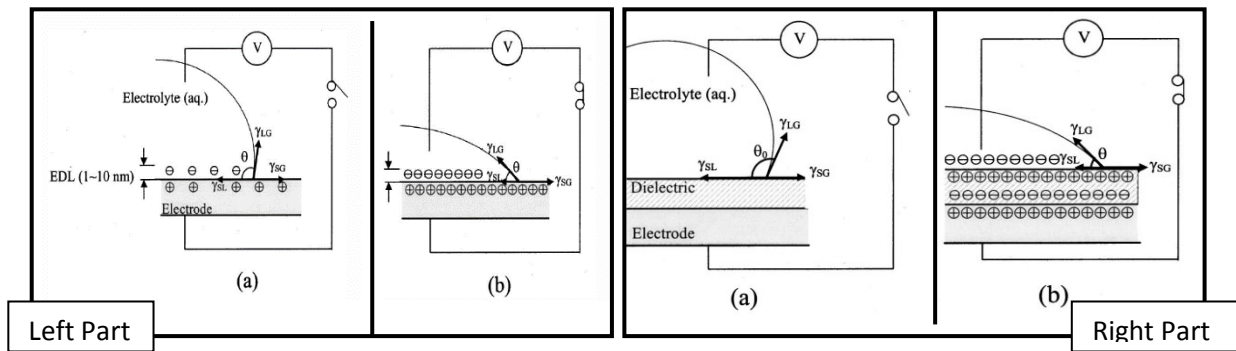 V
Electrolyte (aq.)
θ
γLG
EDL (1~10 nm)
γSL
γSG
Electrode
(a)
V
γLG
θ
γSL
γSG
(b)
Left Part
V
Electrolyte (aq.)
γLG
θ0
γSL
γSG
Dielectric
Electrode
(a)
V
γLG
γSL
θ
γSG
(b)
Right Part